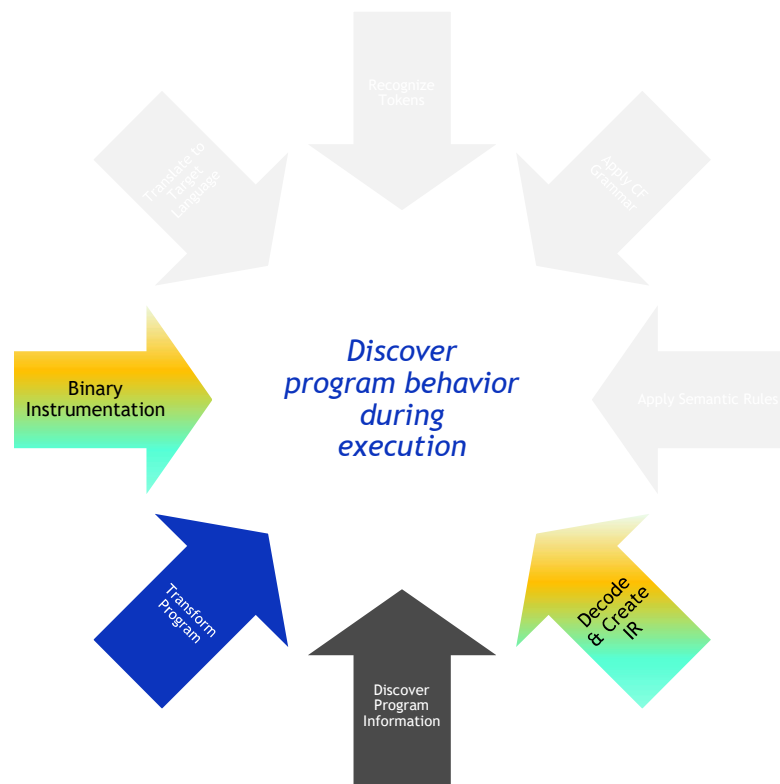 Recognize
Tokens
Apply CF
Grammar
Apply Semantic Rules
Decode
& Create
IR
Discover
Program
Information
Transform
Program
Binary
Instrumentation
Translate to
Target
Language
Discover
program behavior
during
execution